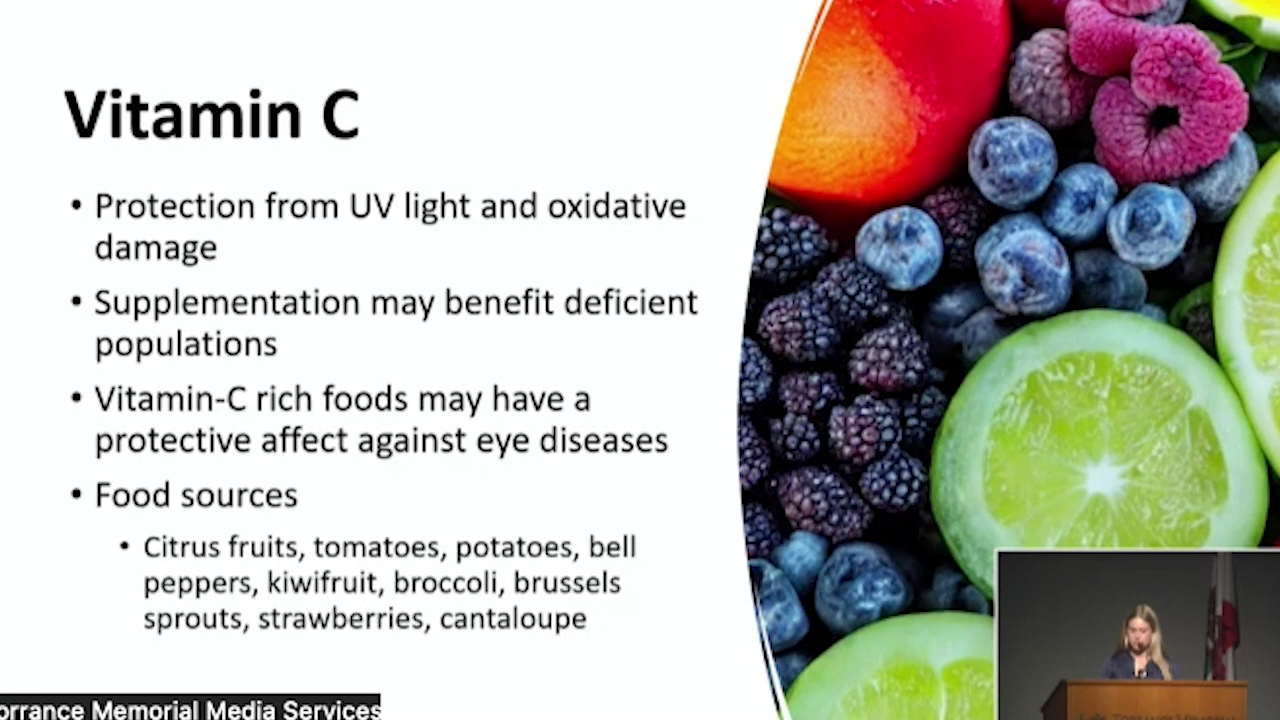 Vitamin C
• Protection from UV light and oxidative
damage
• Supplementation may benefit deficient
populations
• Vitamin-C rich foods may have a
protective affect against eye diseases
• Food sources
• Citrus fruits, tomatoes, potatoes, bell
peppers, kiwifruit, broccoli, brussels
sprouts, strawberries, cantaloupe
orrance Memorial Media Services